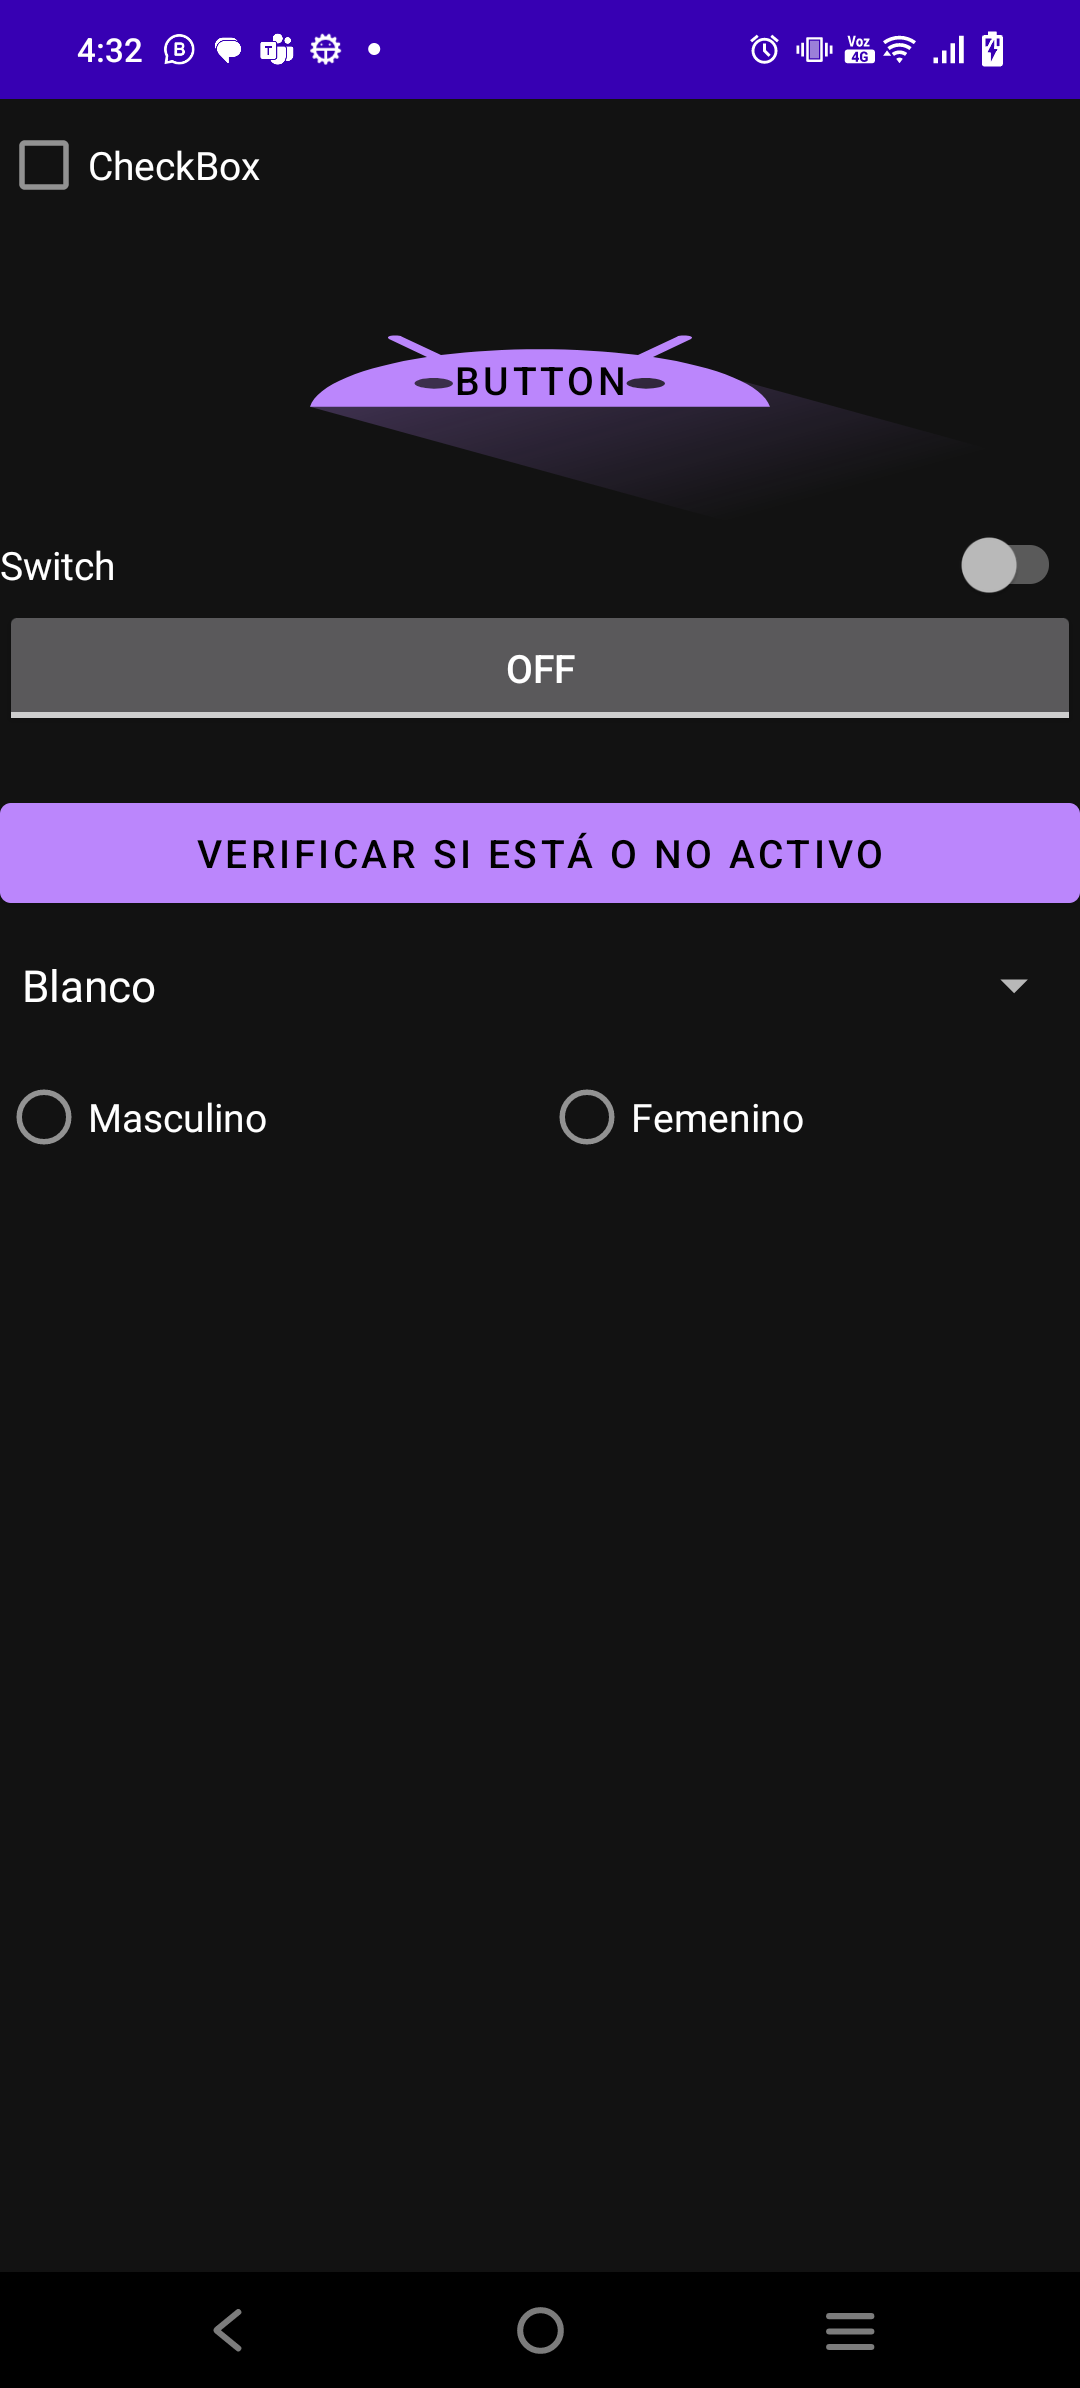 4:32
Voz
4G
CheckBox
BUTTON
Switch
OFF
VERIFICAR SI ESTÁ O NO ACTIVO
Blanco
Masculino Femenino